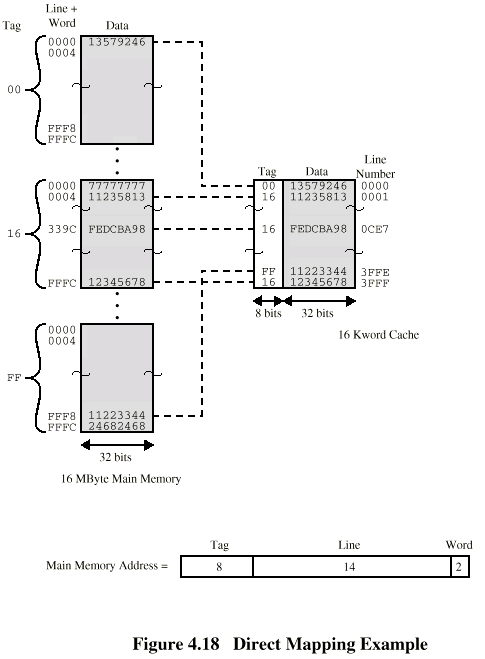 Line +
Tag Word Data
0000 13579246
0004
00
FFF8
FFFC
Line
Tag Data Number
0000 77777777 00 13579246 0000
0004 11235813 16 11235813 0001
16 339C FEDCBA98 16 FEDCBA98 0CE7
FF 11223344 3FFE
FFFC 12345678 16 12345678 3FFF
8 bits 32 bits
16 Kword Cache
0000
0004
FF
FFF8 11223344
FFFC 24682468
32 bits
16 MByte Main Memory
Tag Line Word
Main Memory Address = 8 14 2
Figure 4.18 Direct Mapping Example